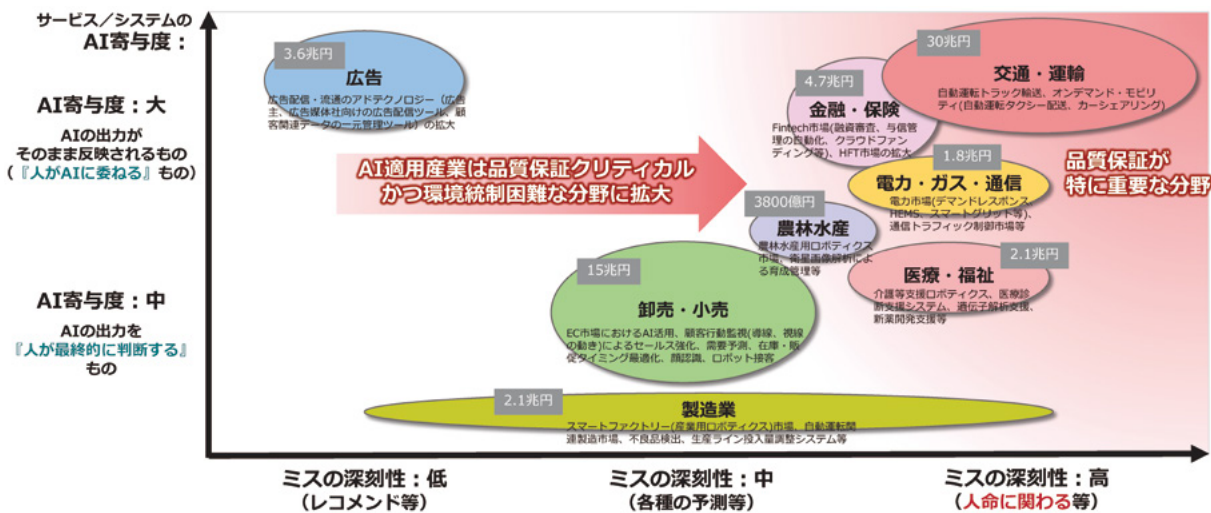 サービス／システムの
AI寄与度：
AI寄与度：大
AIの出力が
そのまま反映されるもの
（『人がAIに委ねる』もの）
AI寄与度：中
AIの出力を
『人が最終的に判断する』
もの
3.6兆円
広告
広告配信・流通のアドテクノロジー（広告
主、広告媒体社向けの広告配信ツール、顧
客関連データの一元管理ツール）の拡大
4.7兆円
金融・保険
Fintech市場(融資審査、与信管
理の自動化、クラウドファン
ディング等)、HFT市場の拡大
30兆円
交通・運輸
自動運転トラック輸送、オンデマンド・モビリ
ティ(自動運転タクシー配送、カーシェアリング)
AI適用産業は品質保証クリティカル
かつ環境統制困難な分野に拡大
品質保証が
特に重要な分野
1.8兆円
電力・ガス・通信
電力市場(デマンドレスポンス
HEMS、スマートグリット等)、
通信トラフィック制御市場等
3800億円
農林水産
農林水産用ロボティクス
市場、衛星画像解析によ
る育成管理等
2.1兆円
医療・福祉
介護等支援ロボティクス、医療診
断支援システム、遺伝子解析支援、
新薬開発支援等
15兆円
卸売・小売
EC市場におけるAI活用、顧客行動監視(導線、視線
の動き)によるセールス強化、需要予測、在庫・販
促タイミング最適化、顔認識、ロボット接客
2.1兆円
製造業
スマートファクトリー(産業用ロボティクス)市場、自動運転関
連製造市場、不良品検出、生産ライン投入量調整システム等
ミスの深刻性：低
（レコメンド等）
ミスの深刻性：中
（各種の予測等）
ミスの深刻性：高
（人命に関わる等）